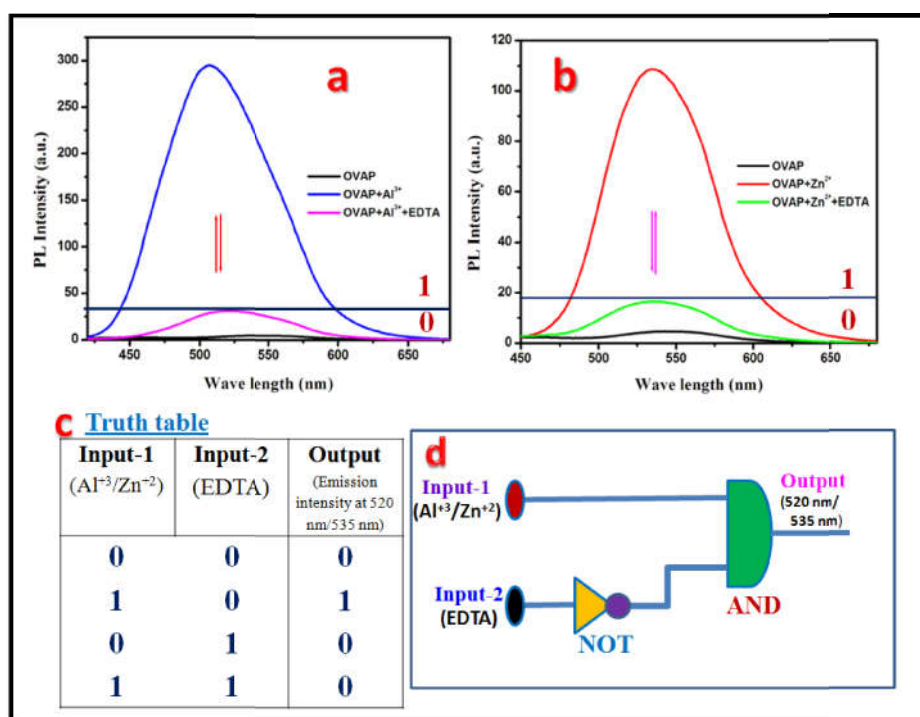 a
300
250
200
150
100
50
0
PL Intensity (a.u.)
OVAP
OVAP+Al³⁺
OVAP+Al³⁺+EDTA
1
0
450 500 550 600 650
Wave length (nm)
b
120
100
80
60
40
20
0
PL Intensity (a.u.)
OVAP
OVAP+Zn²⁺
OVAP+Zn²⁺+EDTA
1
0
450 500 550 600 650
Wave length (nm)
c Truth table
Input-1 Input-2 Output
(Al⁺³/Zn⁺²) (EDTA) (Emission
intensity at 520
nm/535 nm)
0 0 0
1 0 1
0 1 0
1 1 0
d
Input-1
(Al⁺³/Zn⁺²)
Input-2
(EDTA)
NOT
AND
Output
(520 nm/
535 nm)